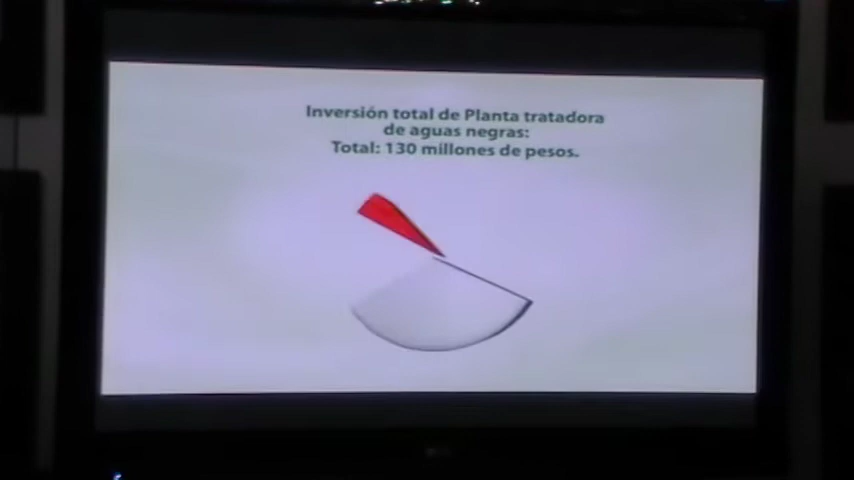 Inversión total de Planta tratadora
de aguas negras:
Total: 130 millones de pesos.